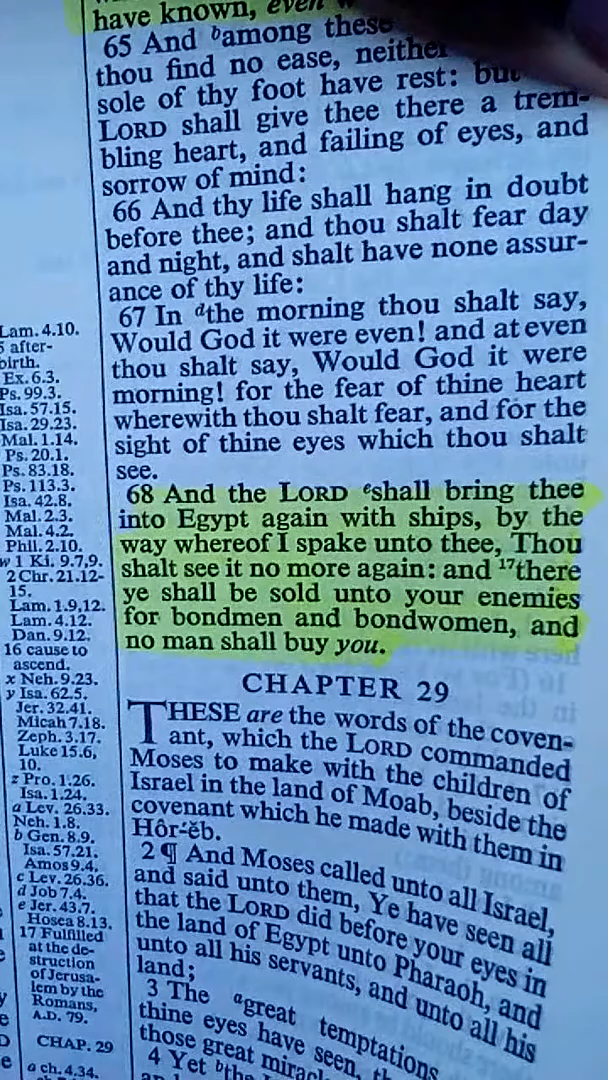 have known, even
65 And b among these
thou find no ease, neither
sole of thy foot have rest: but
LORD shall give thee there a trem-
bling heart, and failing of eyes, and
sorrow of mind:
66 And thy life shall hang in doubt
before thee; and thou shalt fear day
and night, and shalt have none assur-
ance of thy life:
67 In d the morning thou shalt say,
Would God it were even! and at even
thou shalt say, Would God it were
morning! for the fear of thine heart
wherewith thou shalt fear, and for the
sight of thine eyes which thou shalt
see.
68 And the LORD e shall bring thee
into Egypt again with ships, by the
way whereof I spake unto thee, Thou
shalt see it no more again: and 17 there
ye shall be sold unto your enemies
for bondmen and bondwomen, and
no man shall buy you.
CHAPTER 29
THESE are the words of the coven-
ant, which the LORD commanded
Moses to make with the children of
Israel in the land of Moab, beside the
covenant which he made with them in
Hôr-ĕb.
2 ¶ And Moses called unto all Israel,
and said unto them, Ye have seen all
that the LORD did before your eyes in
the land of Egypt unto Pharaoh, and
unto all his servants, and unto all his
land;
3 The a great temptations
thine eyes have seen,
those great
4 Yet b the
Lam. 4.10.
5 after-
birth.
Ex. 6.3.
Ps. 99.3.
Isa. 57.15.
Isa. 29.23.
Mal. 1.14.
Ps. 20.1.
Ps. 83.18.
Ps. 113.3.
Isa. 42.8.
Mal. 2.3.
Mal. 4.2.
Phil. 2.10.
w 1 Ki. 9.7,9.
2 Chr. 21.12-
15.
Lam. 1.9,12.
Lam. 4.12.
Dan. 9.12.
16 cause to
ascend.
x Neh. 9.23.
y Isa. 62.5.
Jer. 32.41.
Micah 7.18.
Zeph. 3.17.
Luke 15.6,
10.
z Pro. 1.26.
Isa. 1.24.
a Lev. 26.33.
Neh. 1.8.
b Gen. 8.9.
Isa. 57.21.
Amos 9.4.
c Lev. 26.36.
d Job 7.4.
e Jer. 43.7.
Hosea 8.13.
17 Fulfilled
at the de-
struction
of Jerusa-
lem by the
Romans,
A.D. 79.
CHAP. 29
a ch. 4.34.